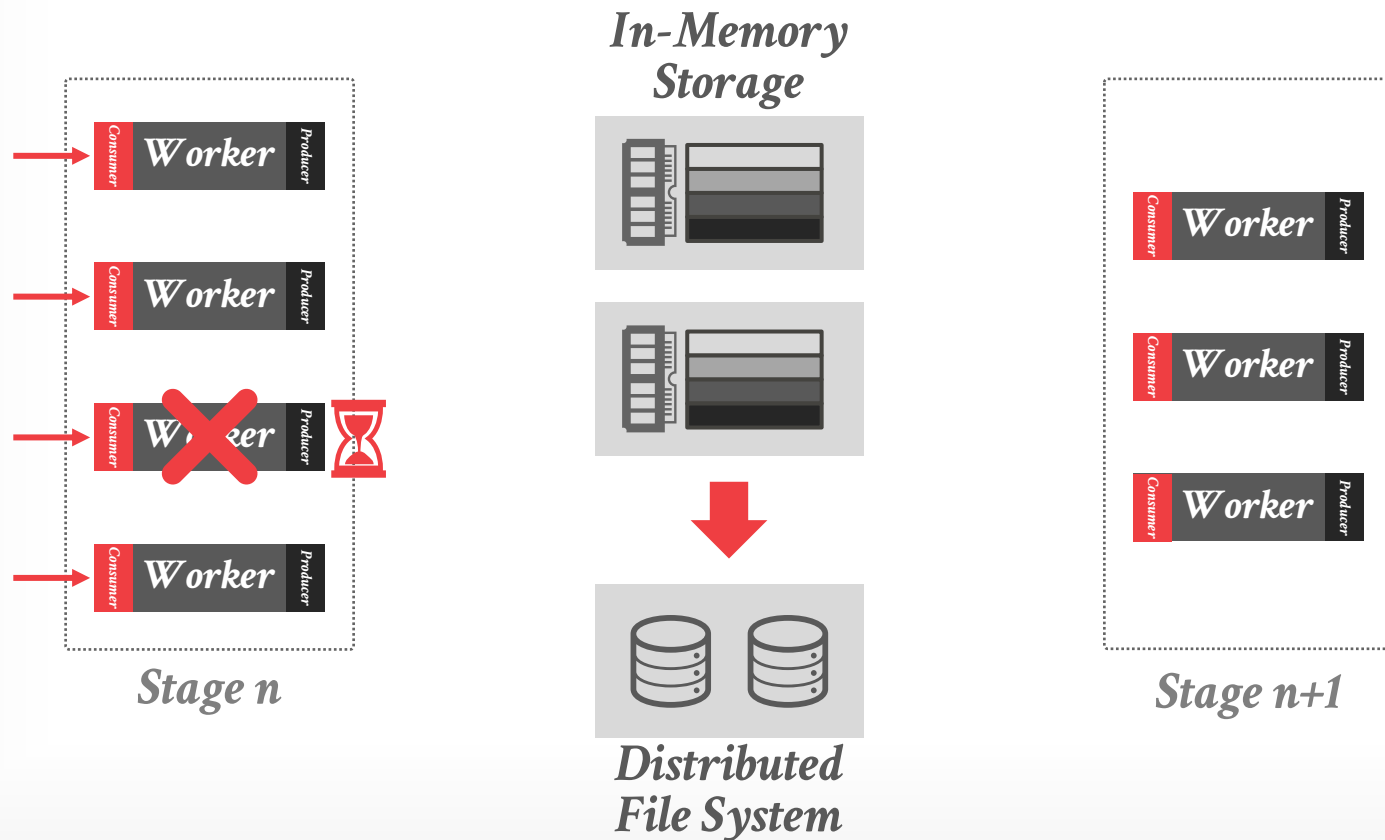 In-Memory
Storage
Consumer Worker Producer
Consumer Worker Producer
Consumer Producer
Consumer Worker Producer
Stage n
Distributed
File System
Consumer Worker Producer
Consumer Worker Producer
Consumer Worker Producer
Stage n+1